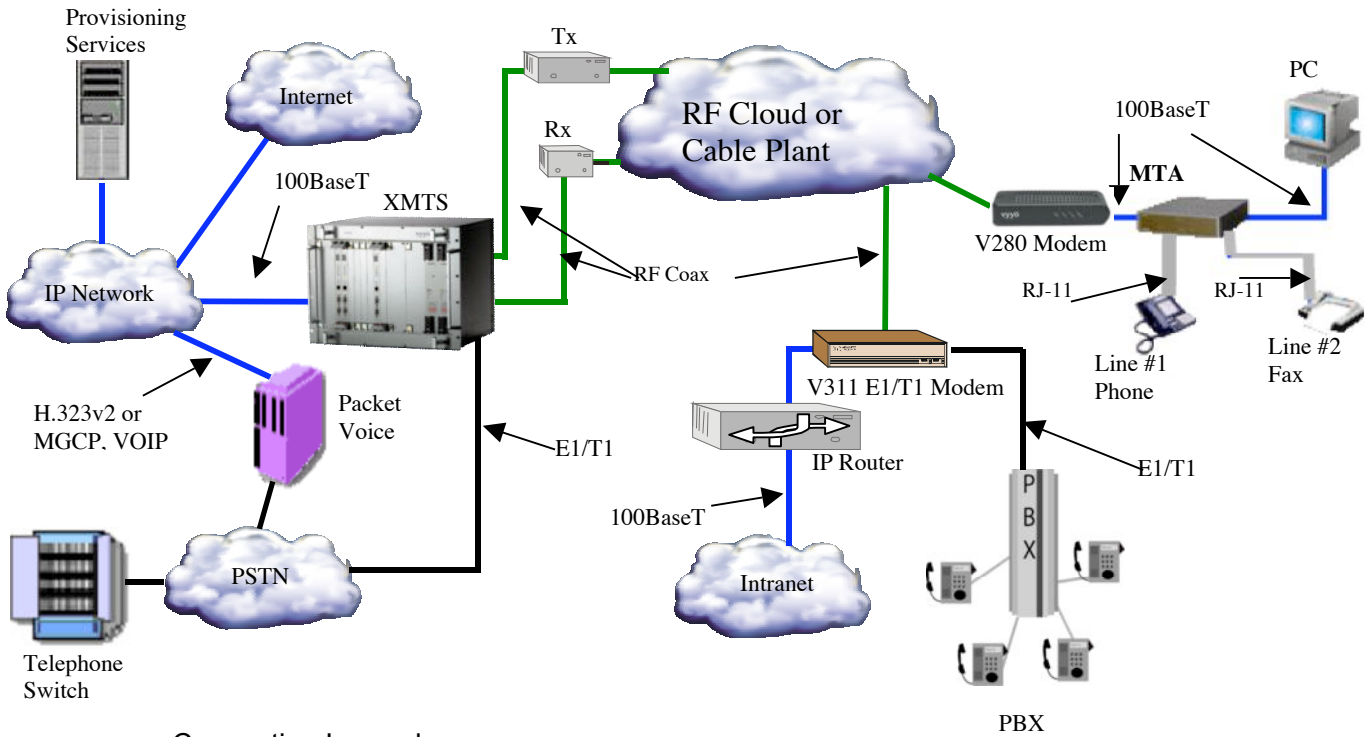 Provisioning
Services
Internet
Tx
Rx
RF Cloud or
Cable Plant
PC
100BaseT
MTA
100BaseT
XMTS
vyyo
V280 Modem
IP Network
RF Coax
RJ-11
RJ-11
Line #1
Phone
Line #2
Fax
H.323v2 or
MGCP, VOIP
Packet
Voice
E1/T1
V311 E1/T1 Modem
IP Router
E1/T1
100BaseT
P
B
X
PSTN
Intranet
Telephone
Switch
PBX